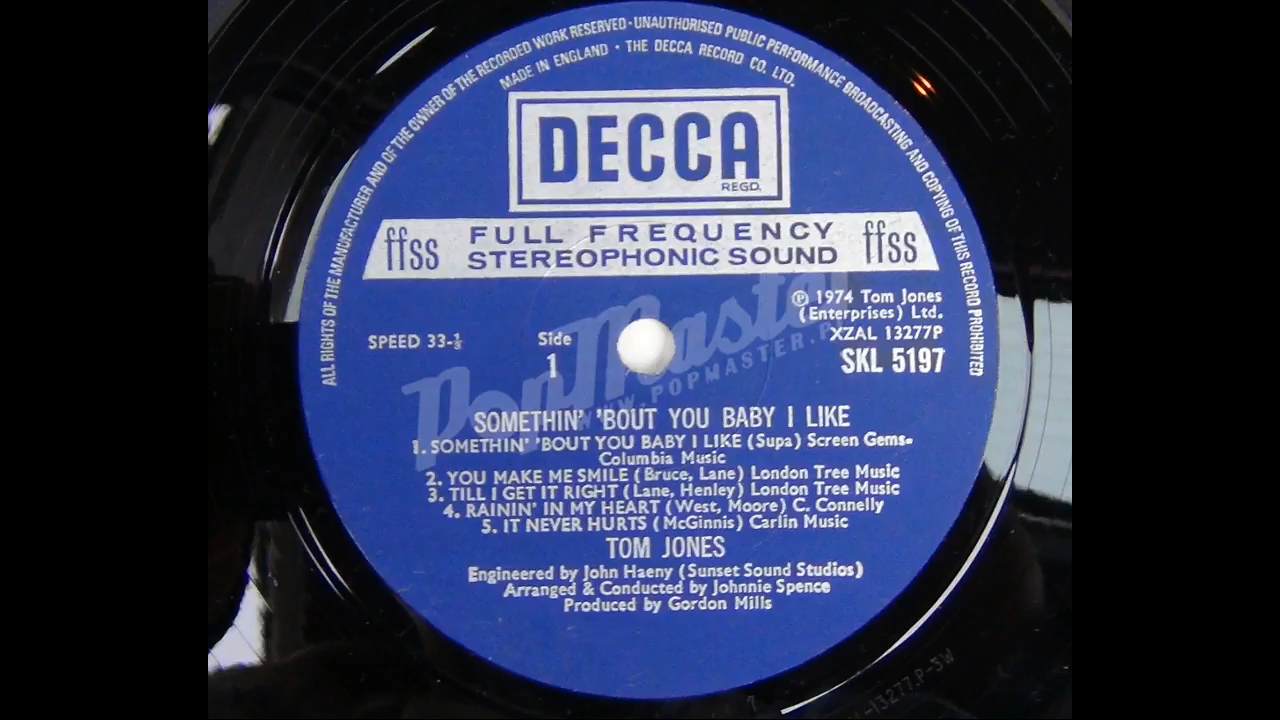 ALL RIGHTS OF THE MANUFACTURER AND OF THE OWNER OF THE RECORDED WORK RESERVED · UNAUTHORISED PUBLIC PERFORMANCE BROADCASTING AND COPYING OF THIS RECORD PROHIBITED
MADE IN ENGLAND · THE DECCA RECORD CO. LTD.
DECCA
REGD.
ffss FULL FREQUENCY ffss
STEREOPHONIC SOUND
℗ 1974 Tom Jones
(Enterprises) Ltd.
SPEED 33-⅓ Side XZAL 13277P
1 SKL 5197
PopMaster
WWW.POPMASTER.P
SOMETHIN' 'BOUT YOU BABY I LIKE
1. SOMETHIN' 'BOUT YOU BABY I LIKE (Supa) Screen Gems-
Columbia Music
2. YOU MAKE ME SMILE (Bruce, Lane) London Tree Music
3. TILL I GET IT RIGHT (Lane, Henley) London Tree Music
4. RAININ' IN MY HEART (West, Moore) C. Connelly
5. IT NEVER HURTS (McGinnis) Carlin Music
TOM JONES
Engineered by John Haeny (Sunset Sound Studios)
Arranged & Conducted by Johnnie Spence
Produced by Gordon Mills
-13277.P-3W